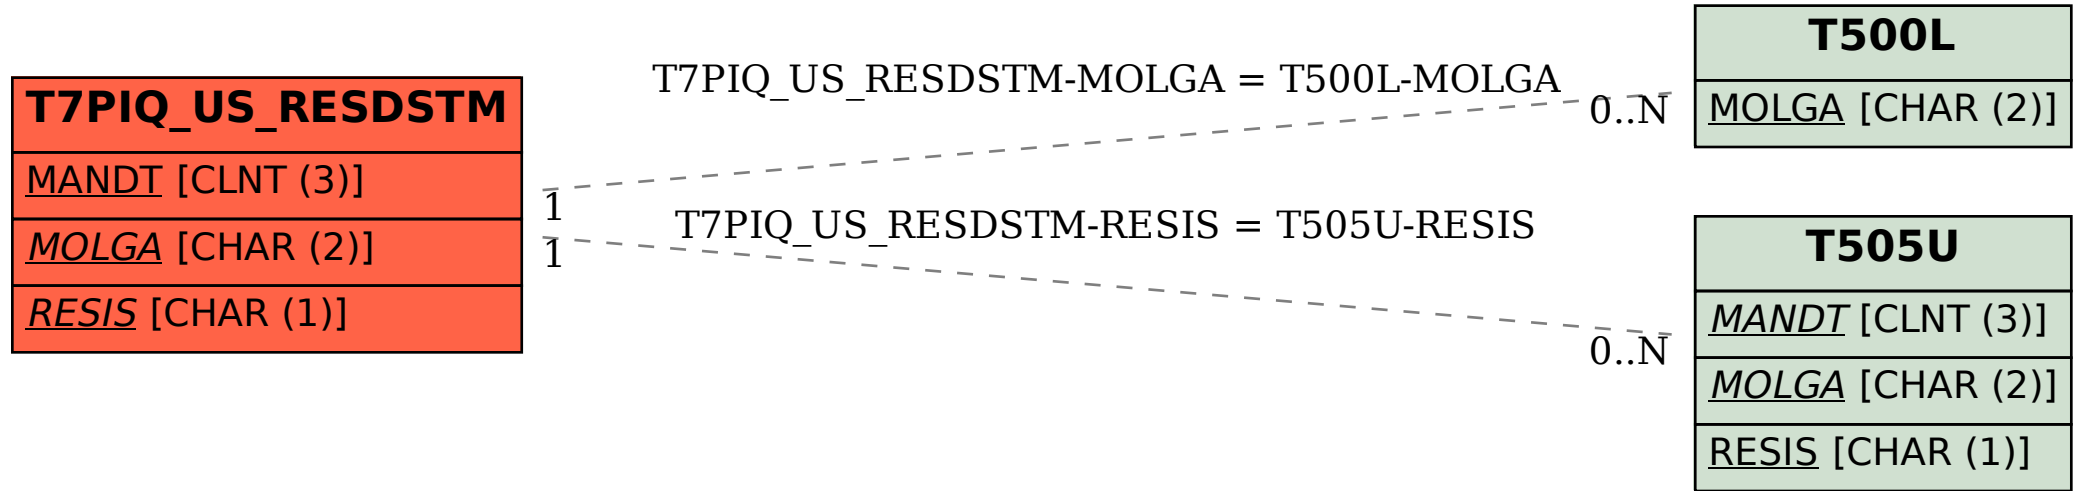 T7PIQ_US_RESDSTM
MANDT [CLNT (3)]
MOLGA [CHAR (2)]
RESIS [CHAR (1)]
T7PIQ_US_RESDSTM-MOLGA = T500L-MOLGA
0..N
1
T7PIQ_US_RESDSTM-RESIS = T505U-RESIS
1
0..N
T500L
MOLGA [CHAR (2)]
T505U
MANDT [CLNT (3)]
MOLGA [CHAR (2)]
RESIS [CHAR (1)]